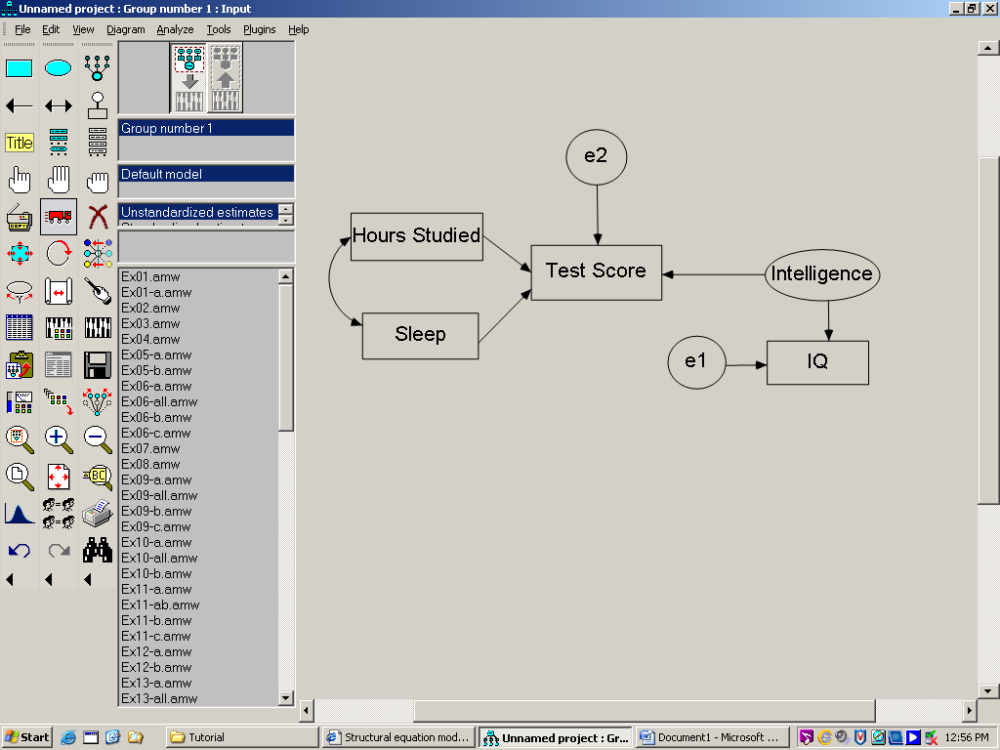 Unnamed project : Group number 1 : Input
File Edit View Diagram Analyze Tools Plugins Help
Title
COPY
BC
Group number 1
Default model
Unstandardized estimates
Ex01.amw
Ex01-a.amw
Ex02.amw
Ex03.amw
Ex04.amw
Ex05-a.amw
Ex05-b.amw
Ex06-a.amw
Ex06-all.amw
Ex06-b.amw
Ex06-c.amw
Ex07.amw
Ex08.amw
Ex09-a.amw
Ex09-all.amw
Ex09-b.amw
Ex09-c.amw
Ex10-a.amw
Ex10-all.amw
Ex10-b.amw
Ex11-a.amw
Ex11-ab.amw
Ex11-b.amw
Ex11-c.amw
Ex12-a.amw
Ex12-b.amw
Ex13-a.amw
Ex13-all.amw
e2
Hours Studied
Test Score
Intelligence
Sleep
e1
IQ
Start Tutorial Structural equation mod... Unnamed project : Gr... Document1 - Microsoft ... 12:56 PM